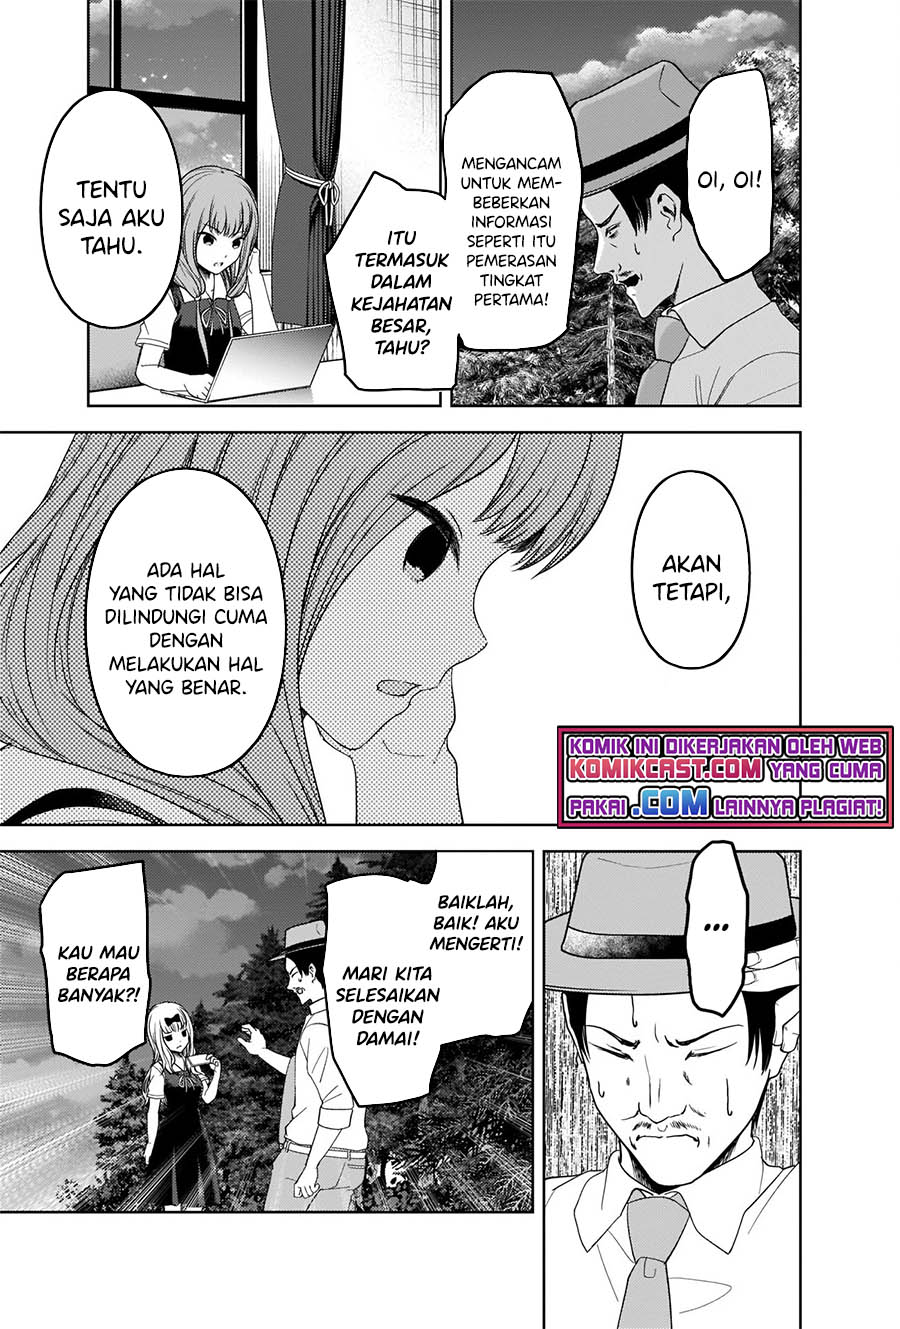 OI, OI!
MENGANCAM
UNTUK MEM-
BEBERKAN
INFORMASI
SEPERTI ITU
PEMERASAN
TINGKAT
PERTAMA!
ITU
TERMASUK
DALAM
KEJAHATAN
BESAR,
TAHU?
TENTU
SAJA AKU
TAHU.
AKAN
TETAPI,
ADA HAL
YANG TIDAK BISA
DILINDUNGI CUMA
DENGAN
MELAKUKAN HAL
YANG BENAR.
KOMIK INI DIKERJAKAN OLEH WEB
KOMIKCAST.COM YANG CUMA
PAKAI .COM LAINNYA PLAGIAT!
...
BAIKLAH,
BAIK! AKU
MENGERTI!
MARI KITA
SELESAIKAN
DENGAN
DAMAI!
KAU MAU
BERAPA
BANYAK?!